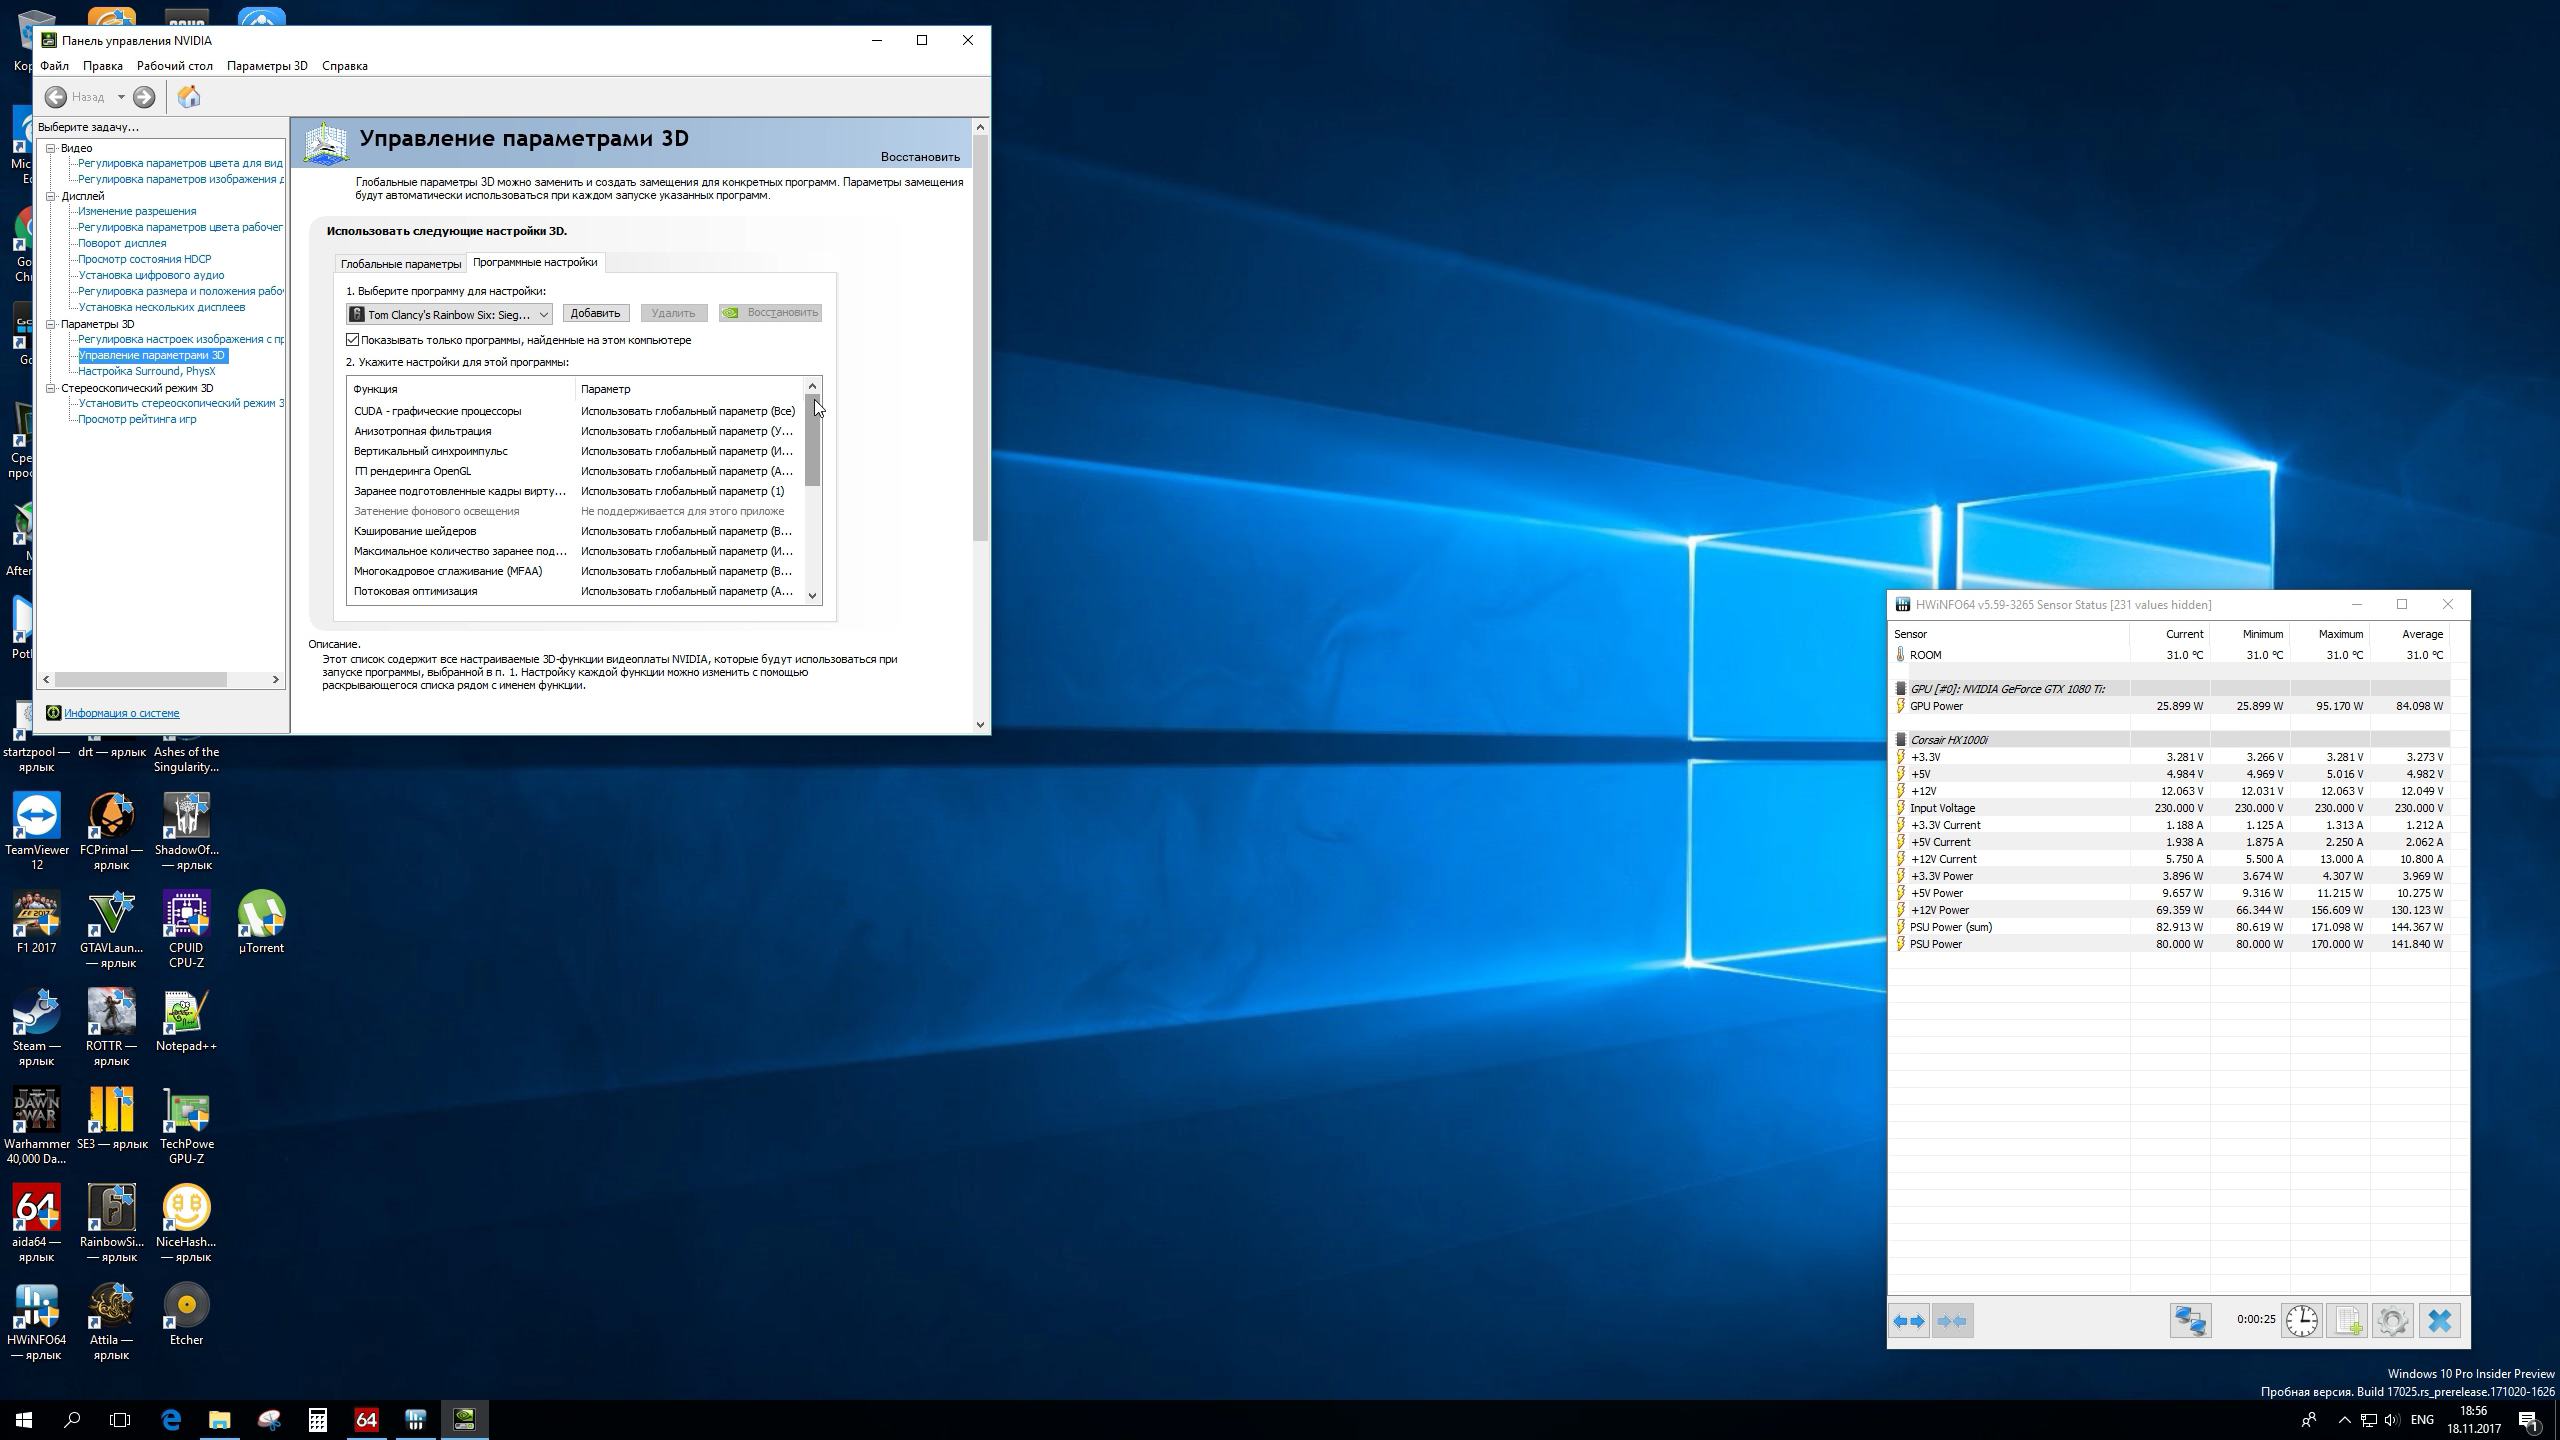 Панель управления NVIDIA
Файл Правка Рабочий стол Параметры 3D Справка
Назад
Выберите задачу...
Видео
Регулировка параметров цвета для вид
Регулировка параметров изображения д
Дисплей
Изменение разрешения
Регулировка параметров цвета рабочег
Поворот дисплея
Просмотр состояния HDCP
Установка цифрового аудио
Регулировка размера и положения рабо
Установка нескольких дисплеев
Параметры 3D
Регулировка настроек изображения с пр
Управление параметрами 3D
Настройка Surround, PhysX
Стереоскопический режим 3D
Установить стереоскопический режим 3
Просмотр рейтинга игр
Информация о системе
Управление параметрами 3D
Восстановить
Глобальные параметры 3D можно заменить и создать замещения для конкретных программ. Параметры замещения
будут автоматически использоваться при каждом запуске указанных программ.
Использовать следующие настройки 3D.
Глобальные параметры Программные настройки
1. Выберите программу для настройки:
Tom Clancy's Rainbow Six: Sieg... Добавить Удалить Восстановить
Показывать только программы, найденные на этом компьютере
2. Укажите настройки для этой программы:
Функция Параметр
CUDA - графические процессоры Использовать глобальный параметр (Все)
Анизотропная фильтрация Использовать глобальный параметр (У...
Вертикальный синхроимпульс Использовать глобальный параметр (И...
ГП рендеринга OpenGL Использовать глобальный параметр (А...
Заранее подготовленные кадры вирту... Использовать глобальный параметр (1)
Затенение фонового освещения Не поддерживается для этого приложе
Кэширование шейдеров Использовать глобальный параметр (В...
Максимальное количество заранее под... Использовать глобальный параметр (И...
Многокадровое сглаживание (MFAA) Использовать глобальный параметр (В...
Потоковая оптимизация Использовать глобальный параметр (А...
Описание.
Этот список содержит все настраиваемые 3D-функции видеоплаты NVIDIA, которые будут использоваться при
запуске программы, выбранной в п. 1. Настройку каждой функции можно изменить с помощью
раскрывающегося списка рядом с именем функции.
startzpool — ярлык
drt — ярлык
Ashes of the Singularity...
TeamViewer 12
FCPrimal — ярлык
ShadowOf... — ярлык
F1 2017
GTAVLaun... — ярлык
CPUID CPU-Z
µTorrent
Steam — ярлык
ROTTR — ярлык
Notepad++
Warhammer 40,000 Da...
SE3 — ярлык
TechPowe GPU-Z
aida64 — ярлык
RainbowSi... — ярлык
NiceHash... — ярлык
HWiNFO64 — ярлык
Attila — ярлык
Etcher
HWiNFO64 v5.59-3265 Sensor Status [231 values hidden]
Sensor Current Minimum Maximum Average
ROOM 31.0 °C 31.0 °C 31.0 °C 31.0 °C
GPU [#0]: NVIDIA GeForce GTX 1080 Ti:
GPU Power 25.899 W 25.899 W 95.170 W 84.098 W
Corsair HX1000i
+3.3V 3.281 V 3.266 V 3.281 V 3.273 V
+5V 4.984 V 4.969 V 5.016 V 4.982 V
+12V 12.063 V 12.031 V 12.063 V 12.049 V
Input Voltage 230.000 V 230.000 V 230.000 V 230.000 V
+3.3V Current 1.188 A 1.125 A 1.313 A 1.212 A
+5V Current 1.938 A 1.875 A 2.250 A 2.062 A
+12V Current 5.750 A 5.500 A 13.000 A 10.800 A
+3.3V Power 3.896 W 3.674 W 4.307 W 3.969 W
+5V Power 9.657 W 9.316 W 11.215 W 10.275 W
+12V Power 69.359 W 66.344 W 156.609 W 130.123 W
PSU Power (sum) 82.913 W 80.619 W 171.098 W 144.367 W
PSU Power 80.000 W 80.000 W 170.000 W 141.840 W
0:00:25
Windows 10 Pro Insider Preview
Пробная версия. Build 17025.rs_prerelease.171020-1626
64
ENG
18:56
18.11.2017
1